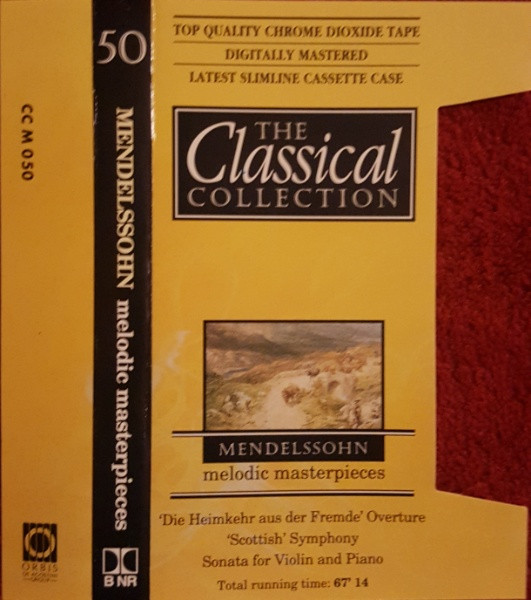 CC M 050
50
MENDELSSOHN melodic masterpieces
B NR
ORBIS
TOP QUALITY CHROME DIOXIDE TAPE
DIGITALLY MASTERED
LATEST SLIMLINE CASSETTE CASE
THE
Classical
COLLECTION
MENDELSSOHN
melodic masterpieces
'Die Heimkehr aus der Fremde' Overture
'Scottish' Symphony
Sonata for Violin and Piano
Total running time: 67' 14